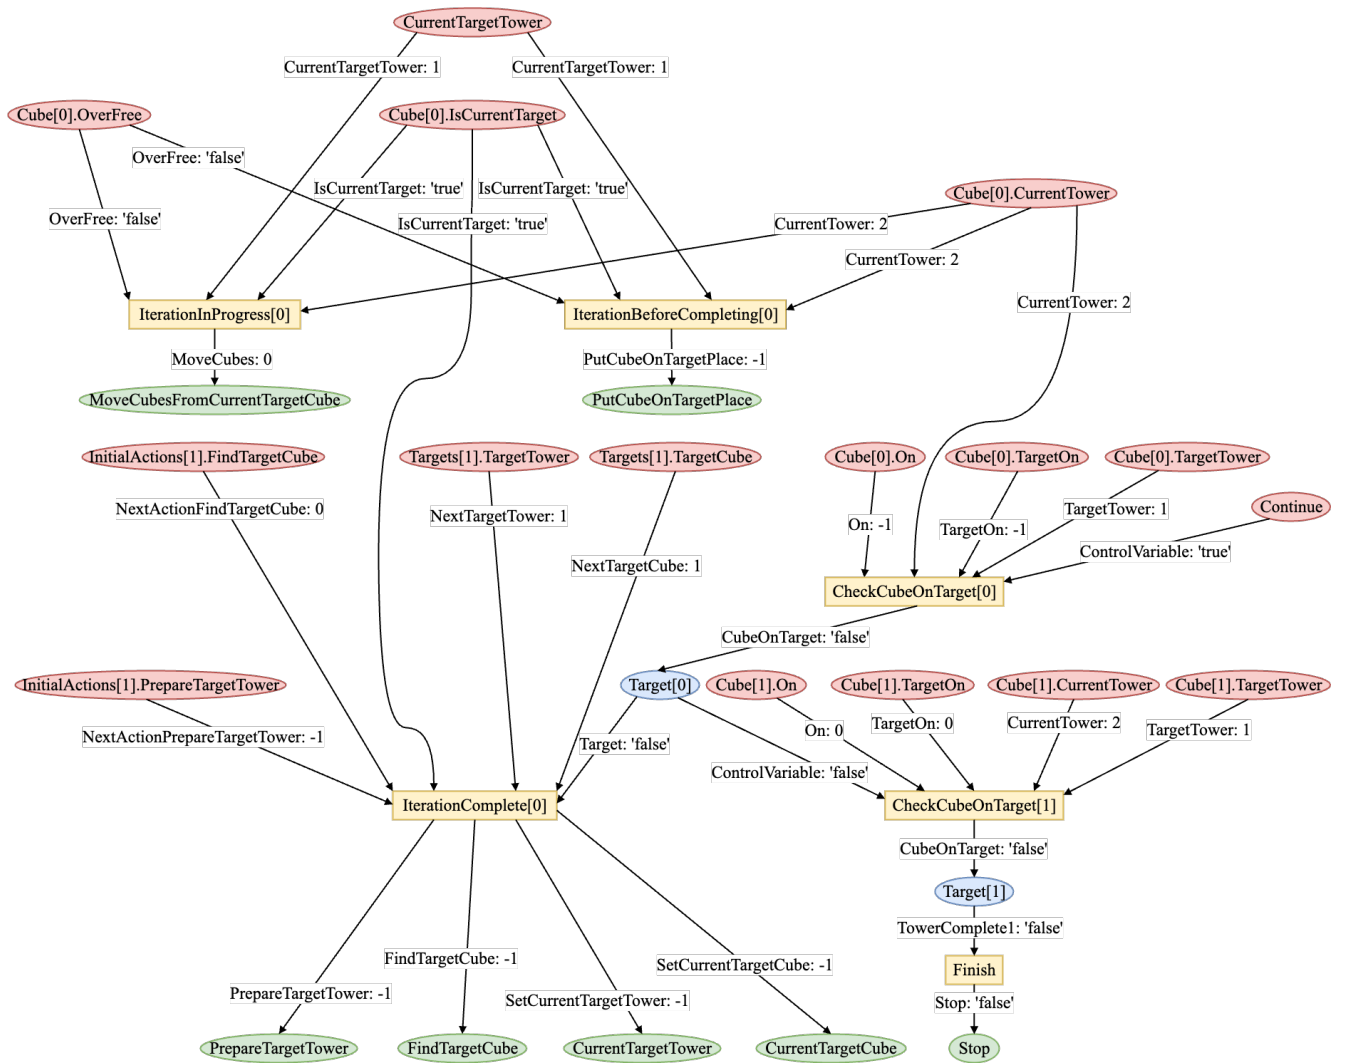 CurrentTargetTower
CurrentTargetTower: 1
CurrentTargetTower: 1
Cube[0].OverFree
Cube[0].IsCurrentTarget
OverFree: 'false'
IsCurrentTarget: 'true'
IsCurrentTarget: 'true'
Cube[0].CurrentTower
OverFree: 'false'
IsCurrentTarget: 'true'
CurrentTower: 2
CurrentTower: 2
CurrentTower: 2
IterationInProgress[0]
IterationBeforeCompleting[0]
MoveCubes: 0
PutCubeOnTargetPlace: -1
MoveCubesFromCurrentTargetCube
PutCubeOnTargetPlace
InitialActions[1].FindTargetCube
Targets[1].TargetTower
Targets[1].TargetCube
Cube[0].On
Cube[0].TargetOn
Cube[0].TargetTower
NextActionFindTargetCube: 0
NextTargetTower: 1
On: -1
TargetOn: -1
TargetTower: 1
Continue
ControlVariable: 'true'
NextTargetCube: 1
CheckCubeOnTarget[0]
CubeOnTarget: 'false'
InitialActions[1].PrepareTargetTower
Target[0]
Cube[1].On
Cube[1].TargetOn
Cube[1].CurrentTower
Cube[1].TargetTower
NextActionPrepareTargetTower: -1
Target: 'false'
On: 0
TargetOn: 0
CurrentTower: 2
TargetTower: 1
ControlVariable: 'false'
IterationComplete[0]
CheckCubeOnTarget[1]
CubeOnTarget: 'false'
Target[1]
TowerComplete1: 'false'
FindTargetCube: -1
SetCurrentTargetCube: -1
Finish
PrepareTargetTower: -1
SetCurrentTargetTower: -1
Stop: 'false'
PrepareTargetTower
FindTargetCube
CurrentTargetTower
CurrentTargetCube
Stop